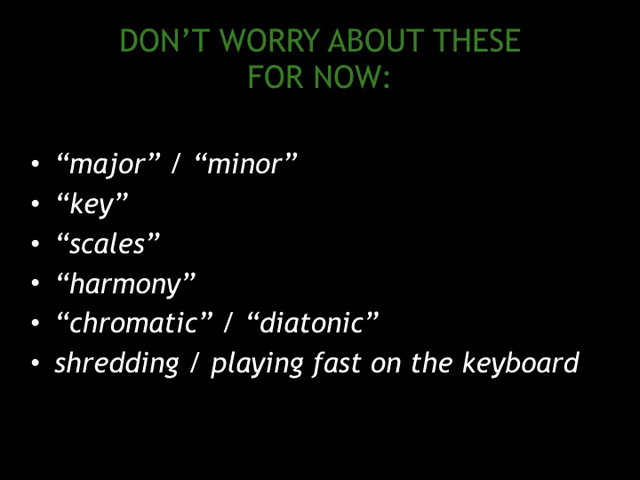 DON’T WORRY ABOUT THESE
FOR NOW:
• “major” / “minor”
• “key”
• “scales”
• “harmony”
• “chromatic” / “diatonic”
• shredding / playing fast on the keyboard